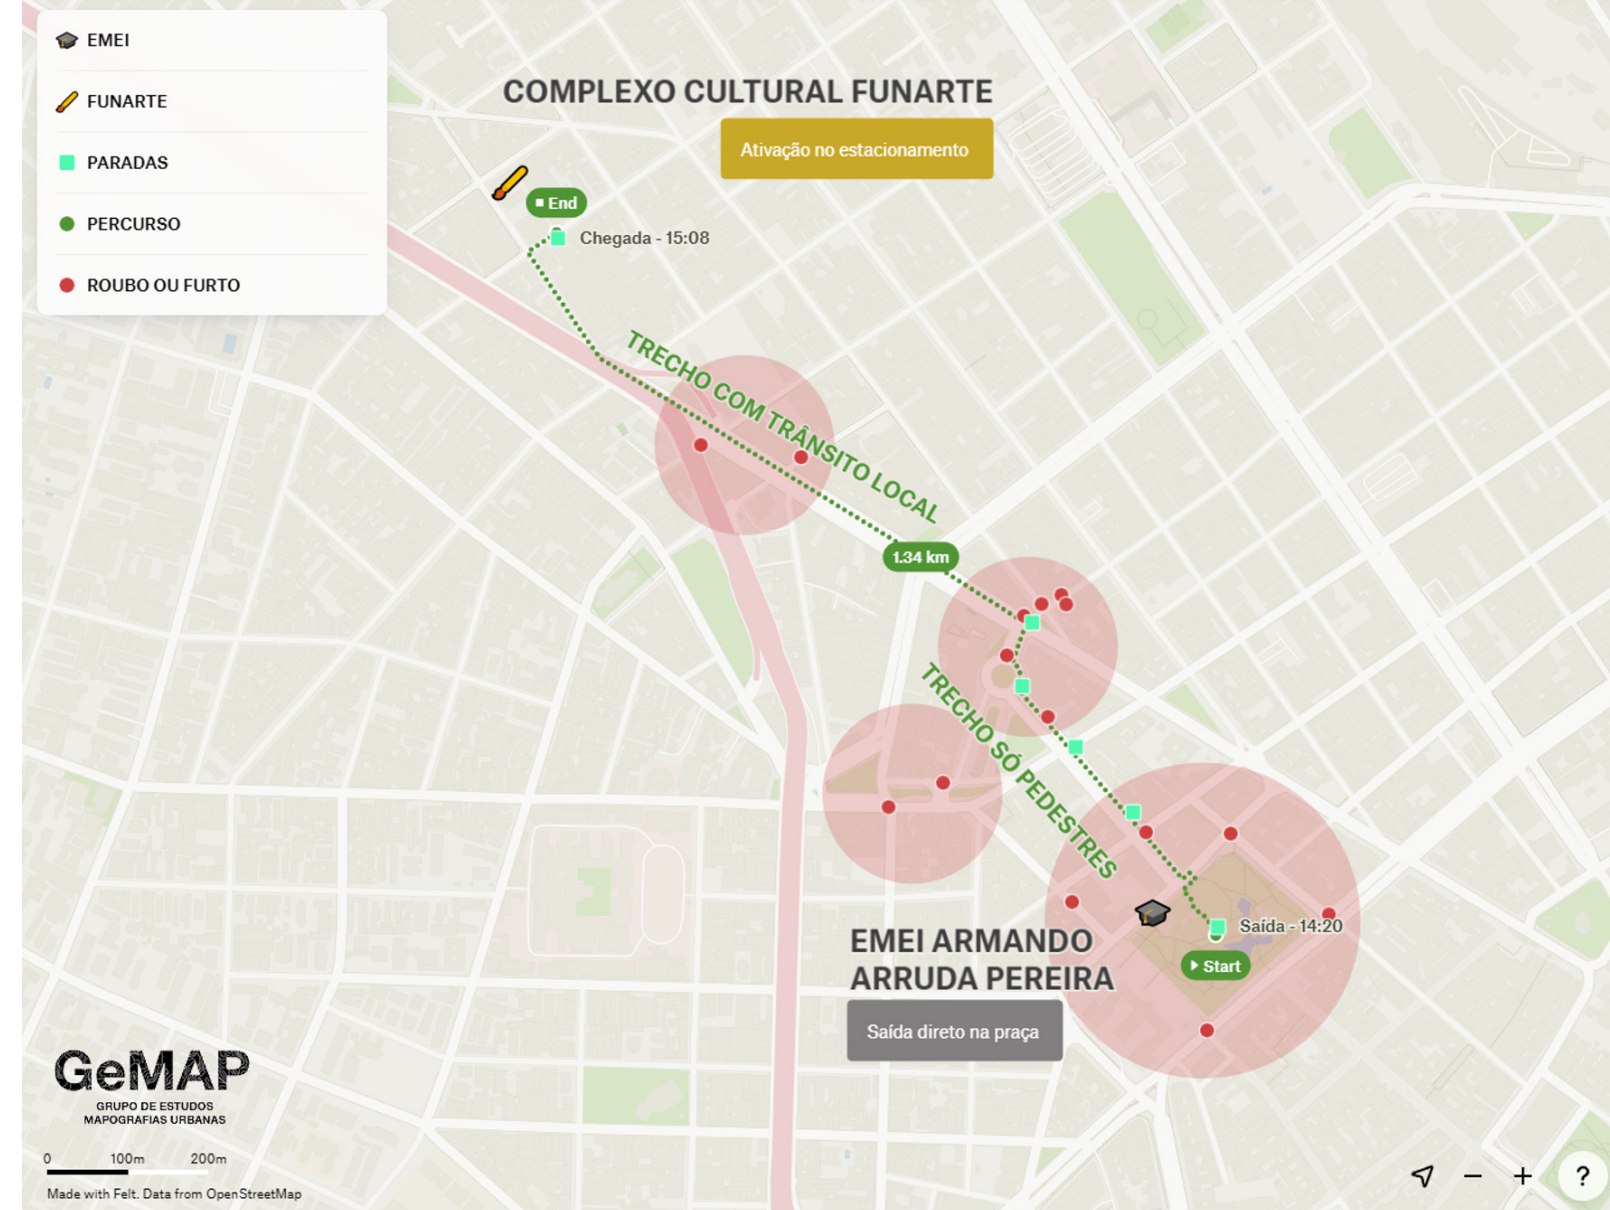 EMEI
FUNARTE
PARADAS
PERCURSO
ROUBO OU FURTO
COMPLEXO CULTURAL FUNARTE
Ativação no estacionamento
End
Chegada - 15:08
TRECHO COM TRÂNSITO LOCAL
1.34 km
TRECHO SÓ PEDESTRES
Saída - 14:20
Start
EMEI ARMANDO
ARRUDA PEREIRA
Saída direto na praça
GeMAP
GRUPO DE ESTUDOS
MAPOGRAFIAS URBANAS
0 100m 200m
Made with Felt. Data from OpenStreetMap
?